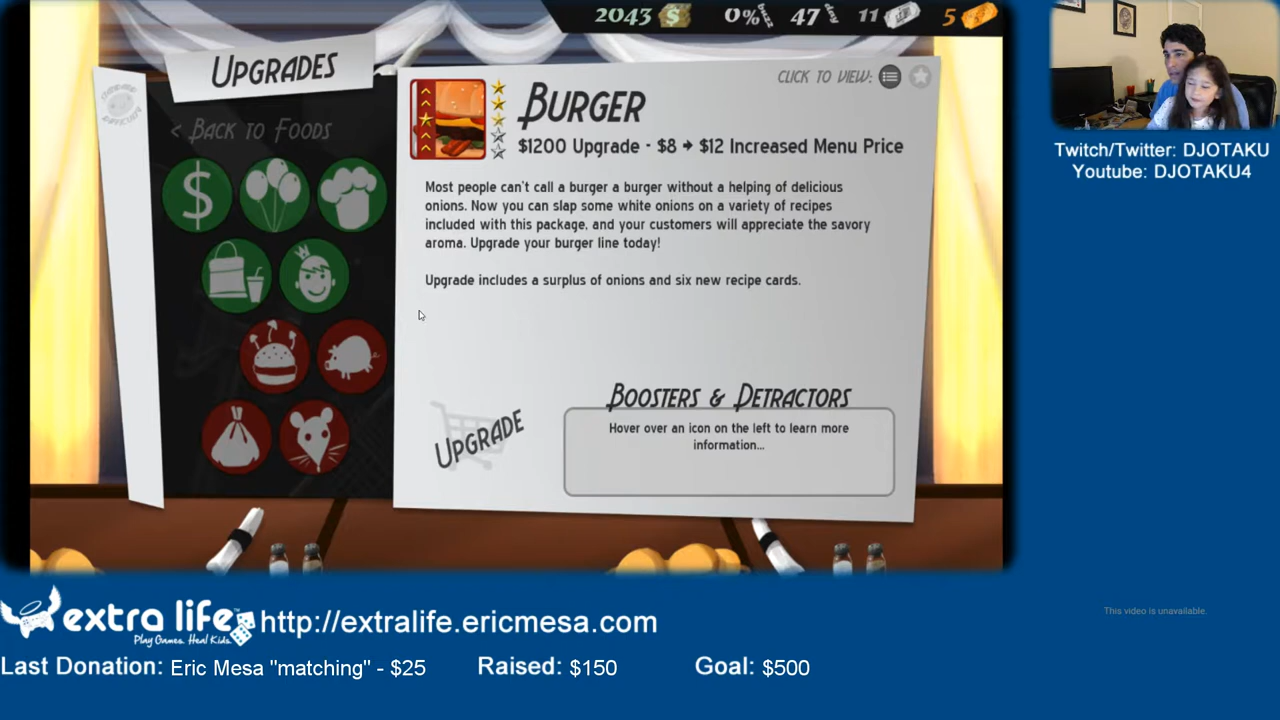 2043 0% buzz 47 day 11 5
UPGRADES
< BACK TO FOODS
CLICK TO VIEW:
BURGER
$1200 Upgrade - $8 → $12 Increased Menu Price
Most people can't call a burger a burger without a helping of delicious
onions. Now you can slap some white onions on a variety of recipes
included with this package, and your customers will appreciate the savory
aroma. Upgrade your burger line today!
Upgrade includes a surplus of onions and six new recipe cards.
UPGRADE
BOOSTERS & DETRACTORS
Hover over an icon on the left to learn more
information...
Twitch/Twitter: DJOTAKU
Youtube: DJOTAKU4
This video is unavailable.
extra life
Play Games. Heal Kids.
http://extralife.ericmesa.com
Last Donation: Eric Mesa "matching" - $25 Raised: $150 Goal: $500